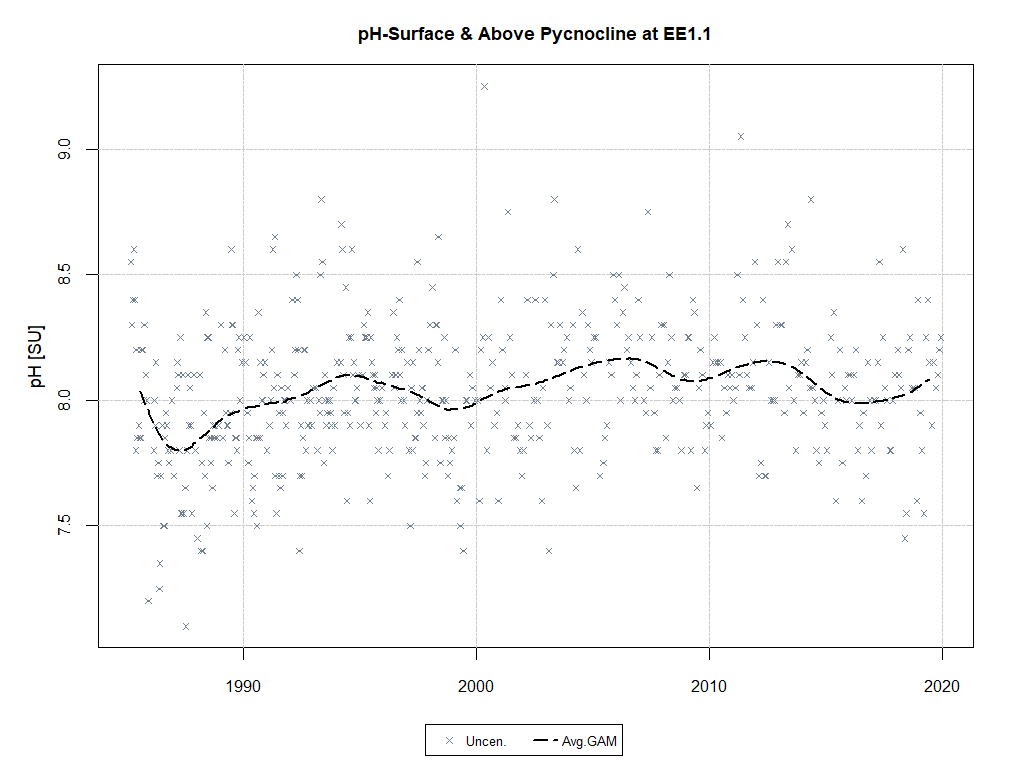 pH-Surface & Above Pycnocline at EE1.1
pH [SU]
9.0
8.5
8.0
7.5
1990
2000
2010
2020
Uncen.
Avg.GAM